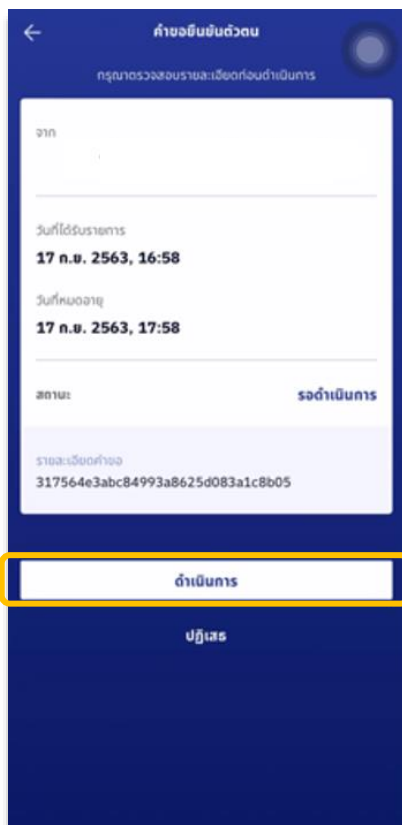 คำขอยืนยันตัวตน
กรุณาตรวจสอบรายละเอียดก่อนดำเนินการ
จาก
วันที่ได้รับรายการ
17 ก.ย. 2563, 16:58
วันที่หมดอายุ
17 ก.ย. 2563, 17:58
สถานะ
รอดำเนินการ
รายละเอียดคำขอ
317564e3abc84993a8625d083a1c8b05
ดำเนินการ
ปฏิเสธ